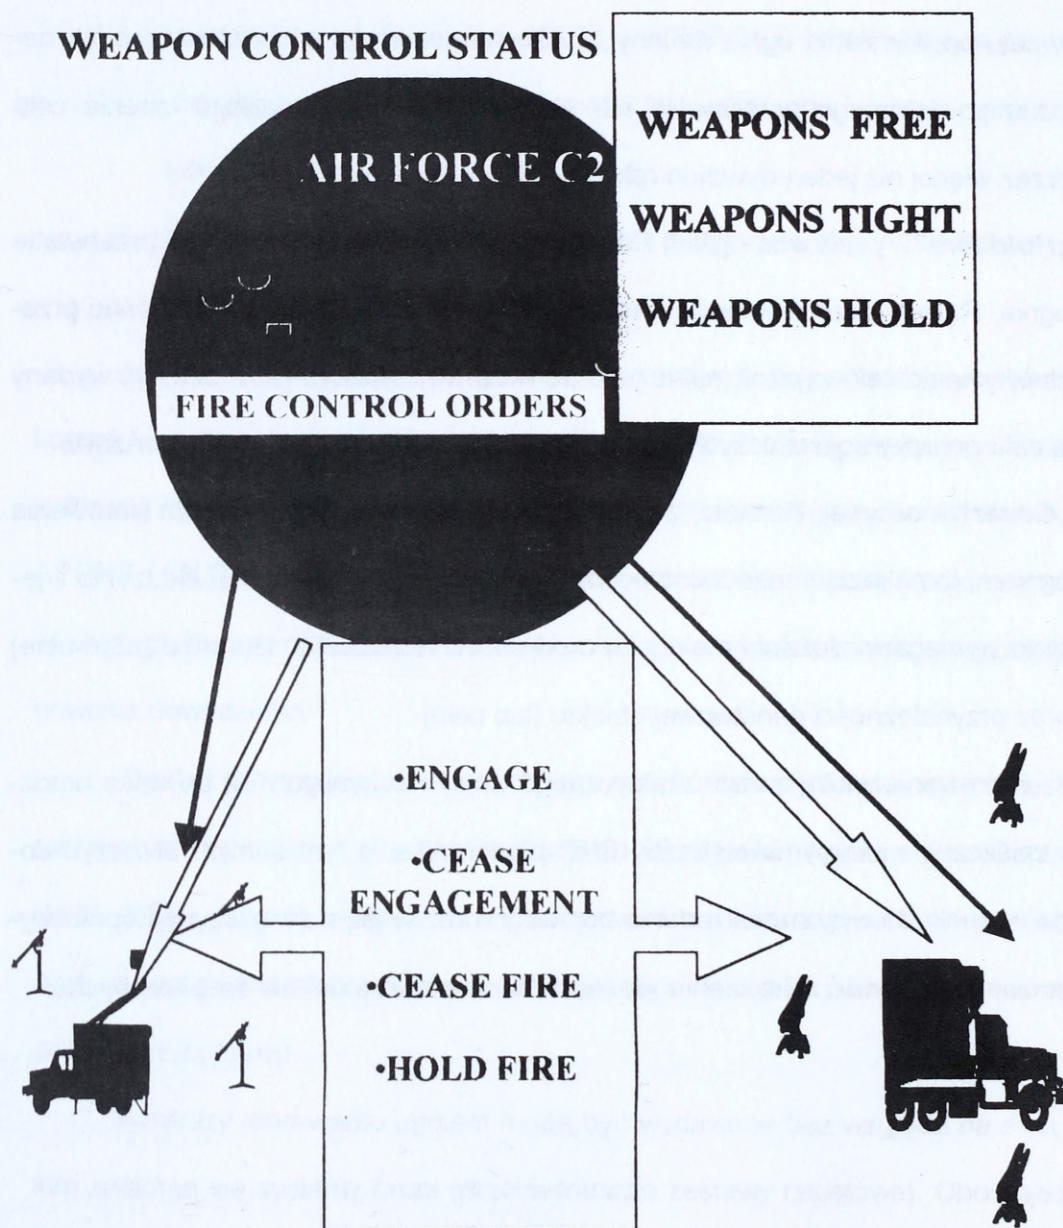 WEAPON CONTROL STATUS
AIR FORCE C2
WEAPONS FREE
WEAPONS TIGHT
WEAPONS HOLD
FIRE CONTROL ORDERS
•ENGAGE
•CEASE
ENGAGEMENT
•CEASE FIRE
•HOLD FIRE